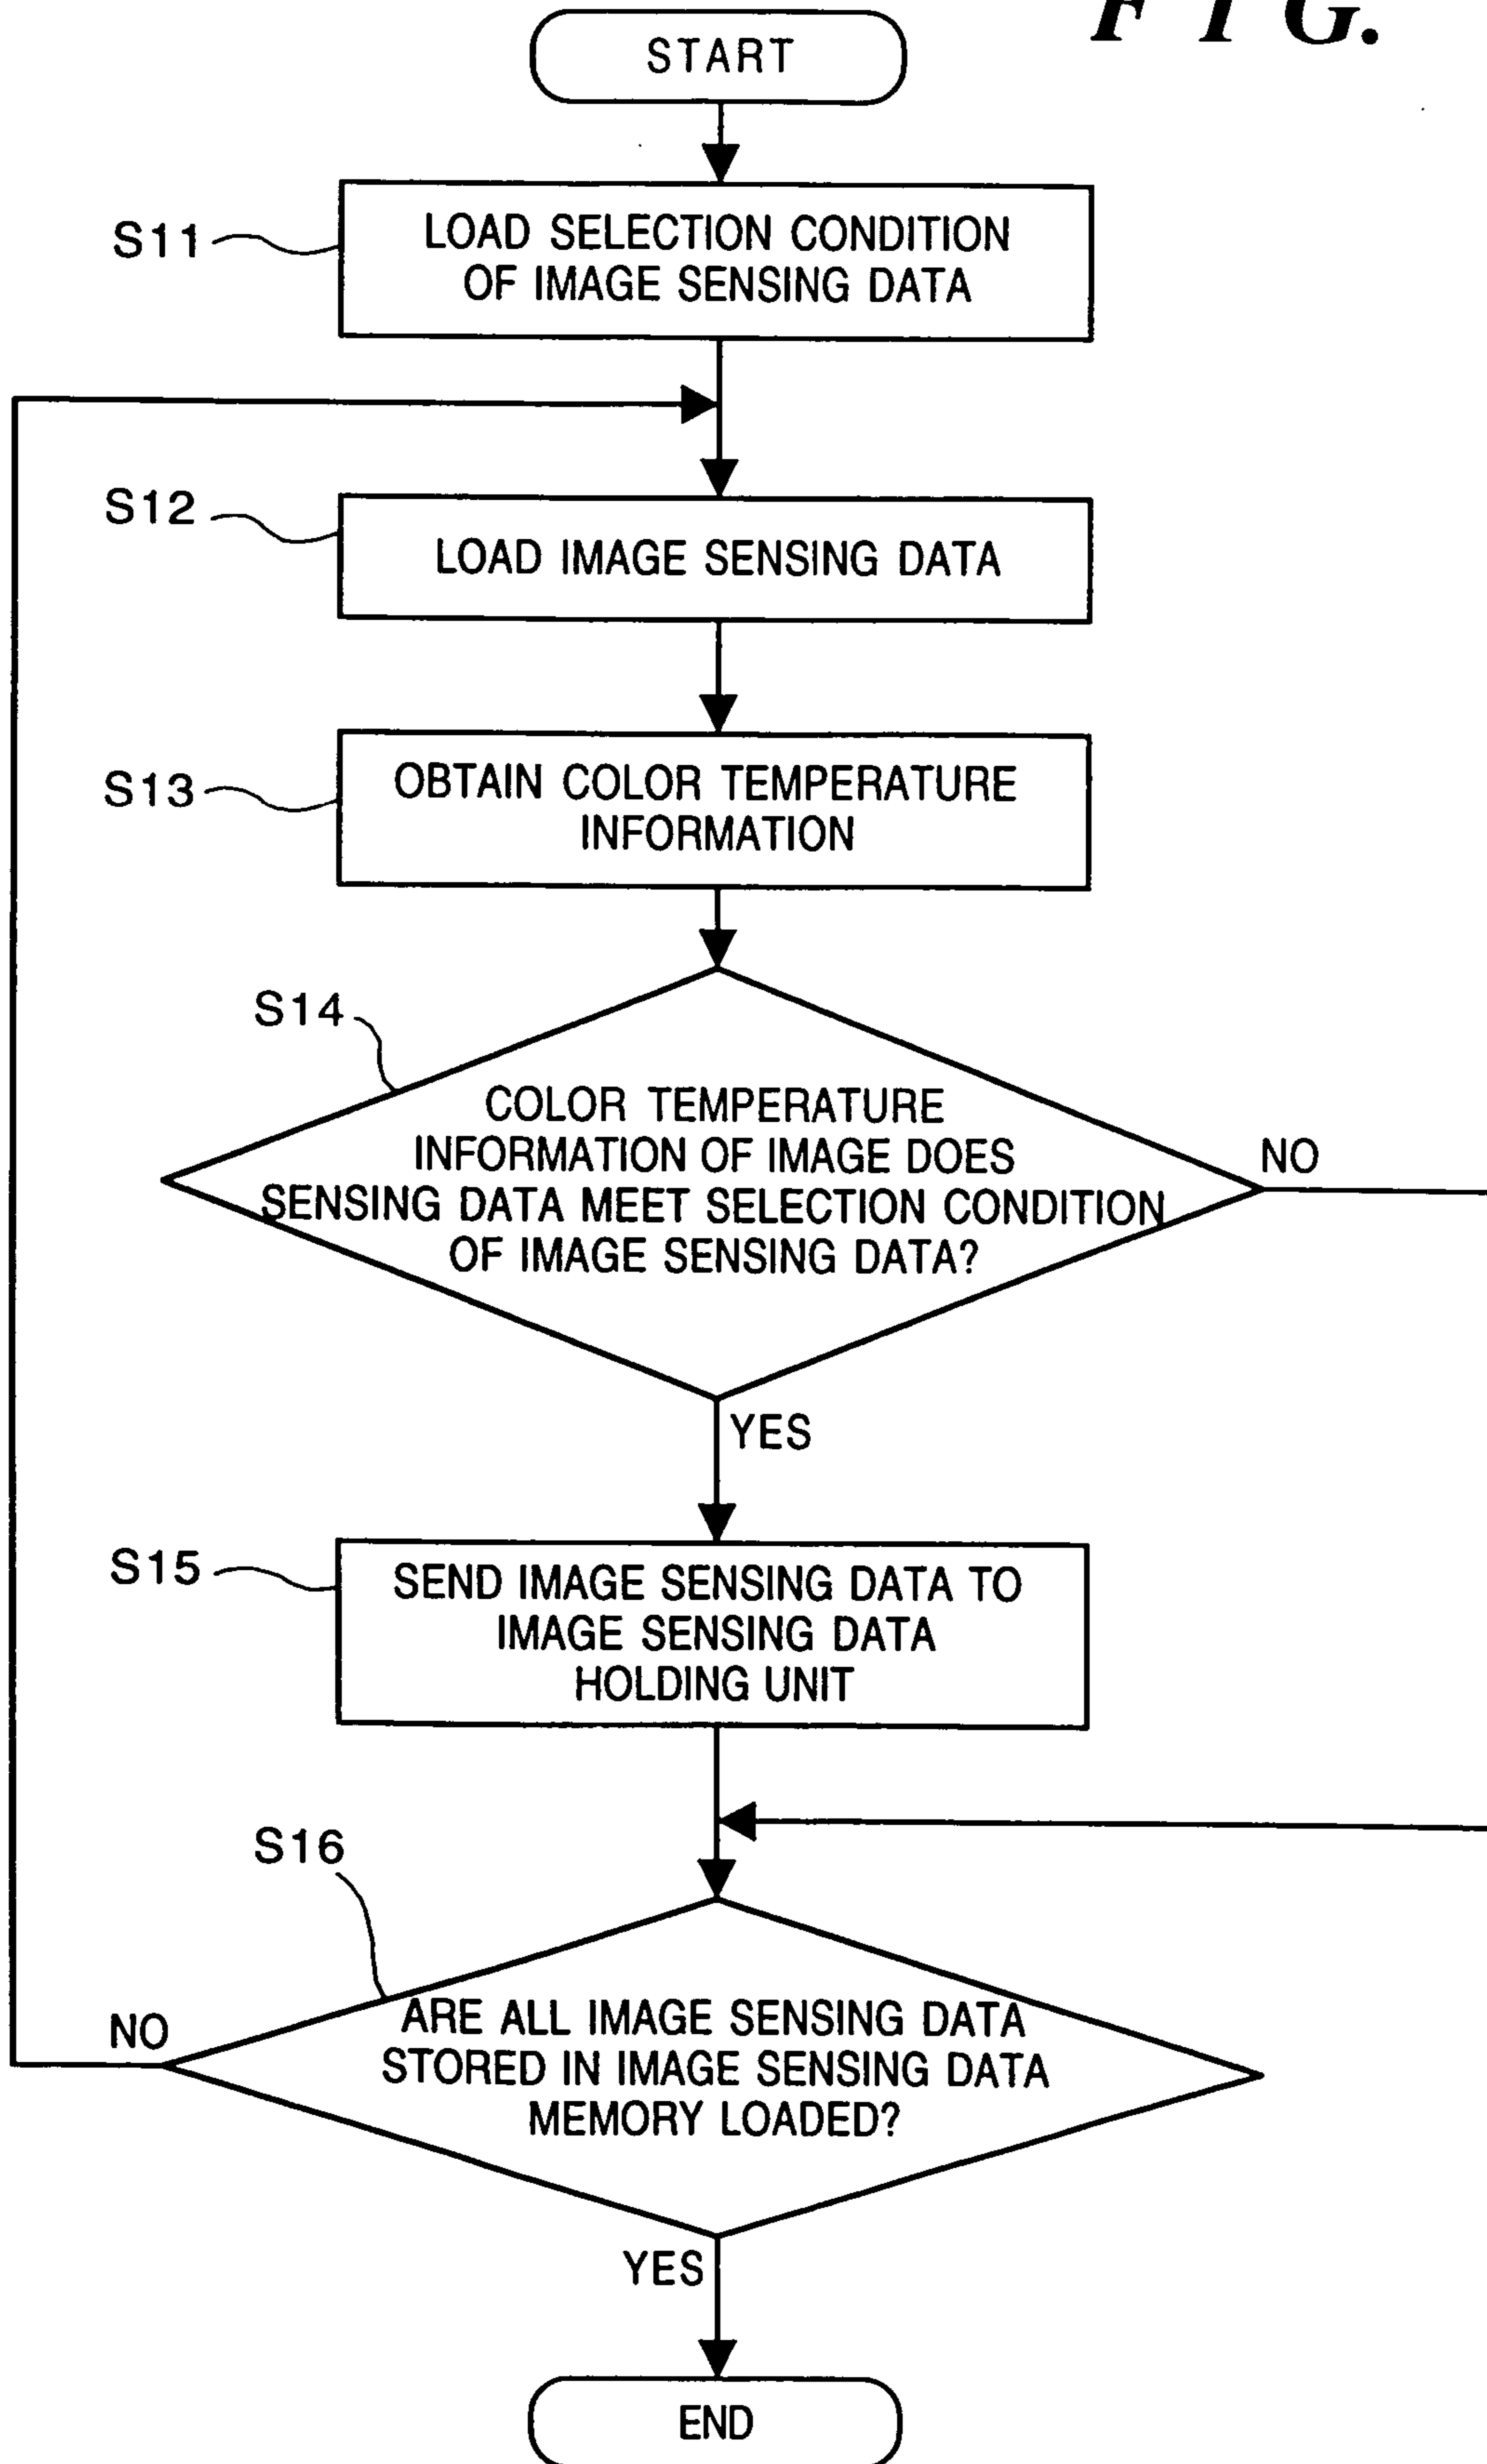 FIG.
START
S11
LOAD SELECTION CONDITION
OF IMAGE SENSING DATA
S12
LOAD IMAGE SENSING DATA
S13
OBTAIN COLOR TEMPERATURE
INFORMATION
S14
COLOR TEMPERATURE
INFORMATION OF IMAGE DOES
SENSING DATA MEET SELECTION CONDITION
OF IMAGE SENSING DATA?
NO
YES
S15
SEND IMAGE SENSING DATA TO
IMAGE SENSING DATA
HOLDING UNIT
S16
ARE ALL IMAGE SENSING DATA
STORED IN IMAGE SENSING DATA
MEMORY LOADED?
NO
YES
END